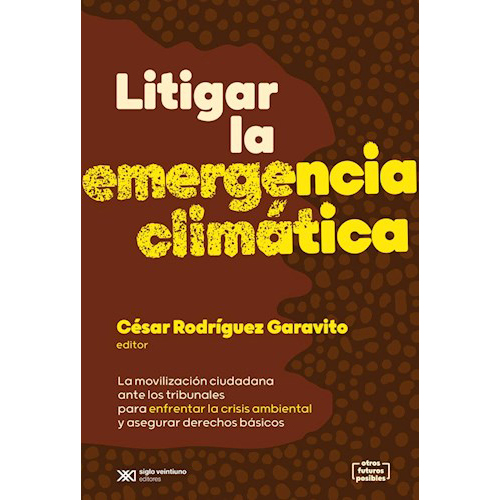 Litigar
la
emergencia
climática
César Rodríguez Garavito
editor
La movilización ciudadana
ante los tribunales
para enfrentar la crisis ambiental
y asegurar derechos básicos
siglo veintiuno
editores
otros
futuros
posibles